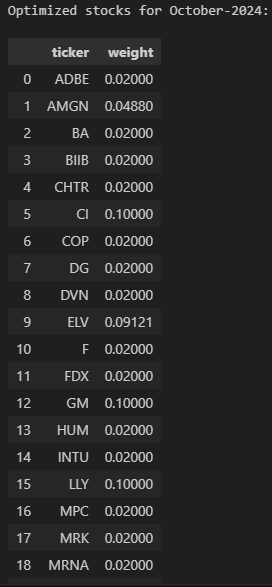 Optimized stocks for October-2024:
ticker weight
0 ADBE 0.02000
1 AMGN 0.04880
2 BA 0.02000
3 BIIB 0.02000
4 CHTR 0.02000
5 CI 0.10000
6 COP 0.02000
7 DG 0.02000
8 DVN 0.02000
9 ELV 0.09121
10 F 0.02000
11 FDX 0.02000
12 GM 0.10000
13 HUM 0.02000
14 INTU 0.02000
15 LLY 0.10000
16 MPC 0.02000
17 MRK 0.02000
18 MRNA 0.02000